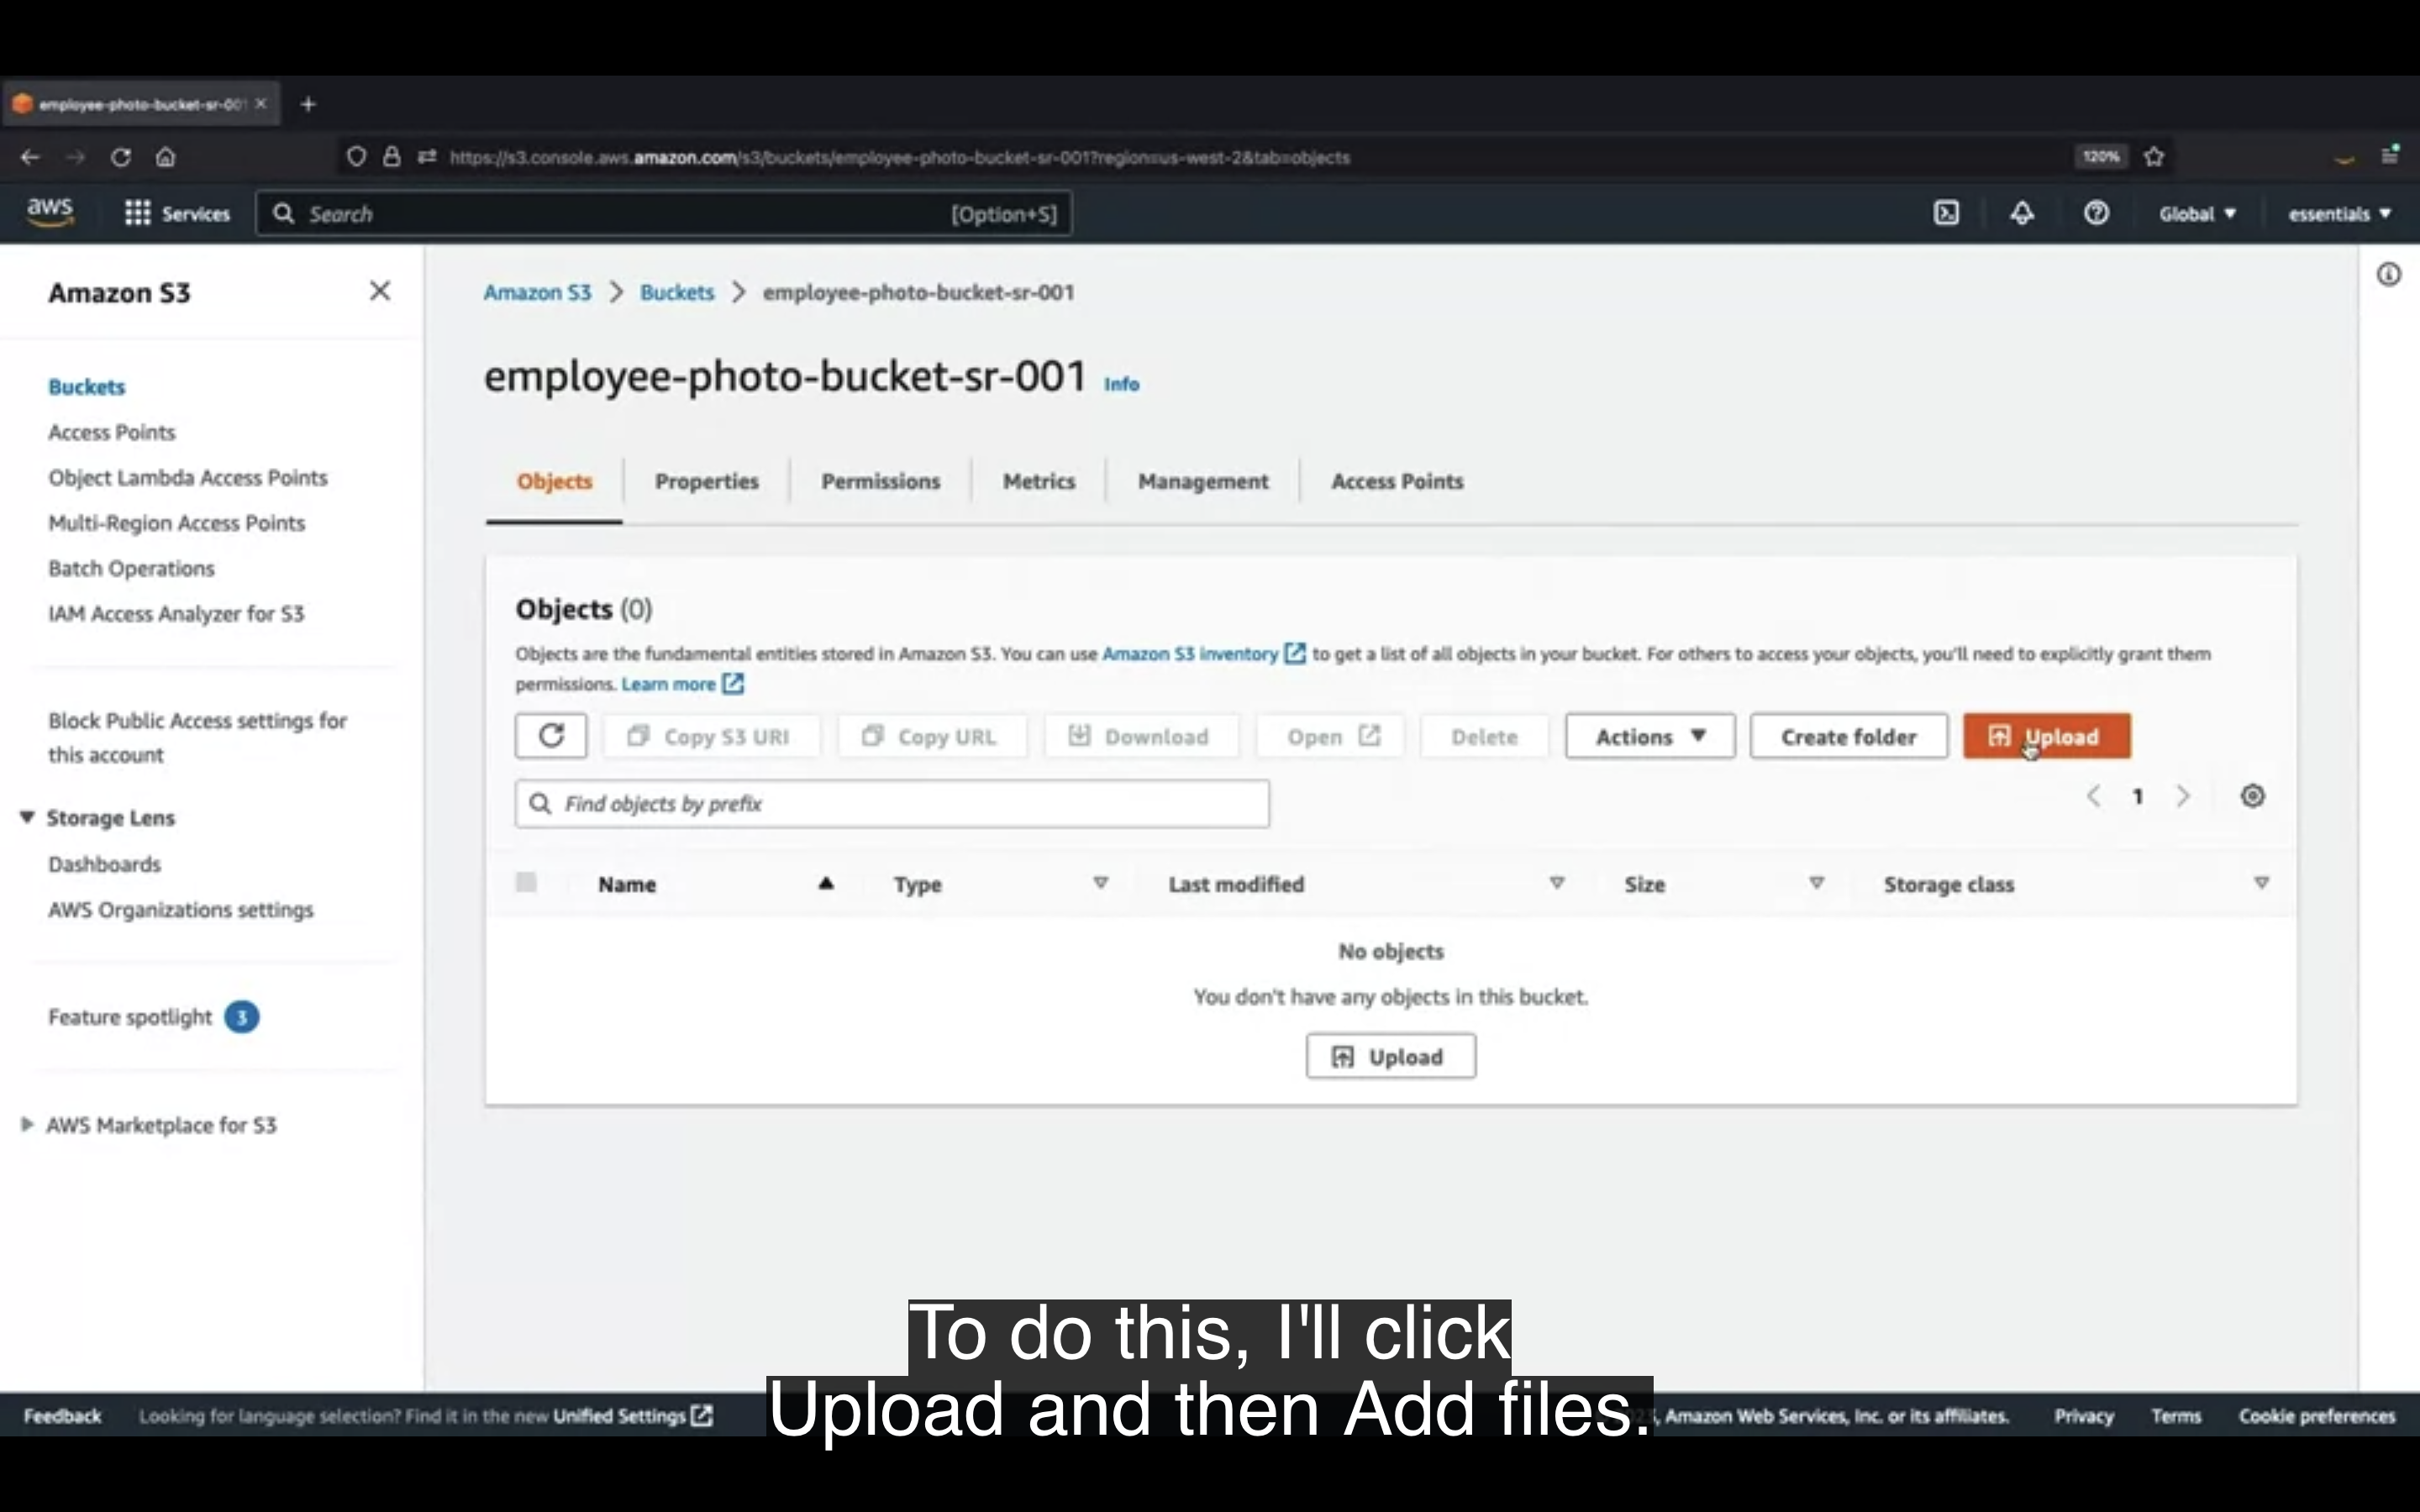 employee-photo-bucket-sr-001
https://s3.console.aws.amazon.com/s3/buckets/employee-photo-bucket-sr-001?region=us-west-2&tab=objects
120%
aws
Services
Search
[Option+S]
Global
essentials
Amazon S3
Buckets
Access Points
Object Lambda Access Points
Multi-Region Access Points
Batch Operations
IAM Access Analyzer for S3
Block Public Access settings for
this account
Storage Lens
Dashboards
AWS Organizations settings
Feature spotlight 3
AWS Marketplace for S3
Amazon S3 > Buckets > employee-photo-bucket-sr-001
employee-photo-bucket-sr-001 Info
Objects Properties Permissions Metrics Management Access Points
Objects (0)
Objects are the fundamental entities stored in Amazon S3. You can use Amazon S3 inventory to get a list of all objects in your bucket. For others to access your objects, you'll need to explicitly grant them
permissions. Learn more
Copy S3 URI Copy URL Download Open Delete Actions Create folder Upload
Find objects by prefix
1
Name Type Last modified Size Storage class
No objects
You don't have any objects in this bucket.
Upload
To do this, I'll click
Upload and then Add files.
Feedback Looking for language selection? Find it in the new Unified Settings , Amazon Web Services, Inc. or its affiliates. Privacy Terms Cookie preferences